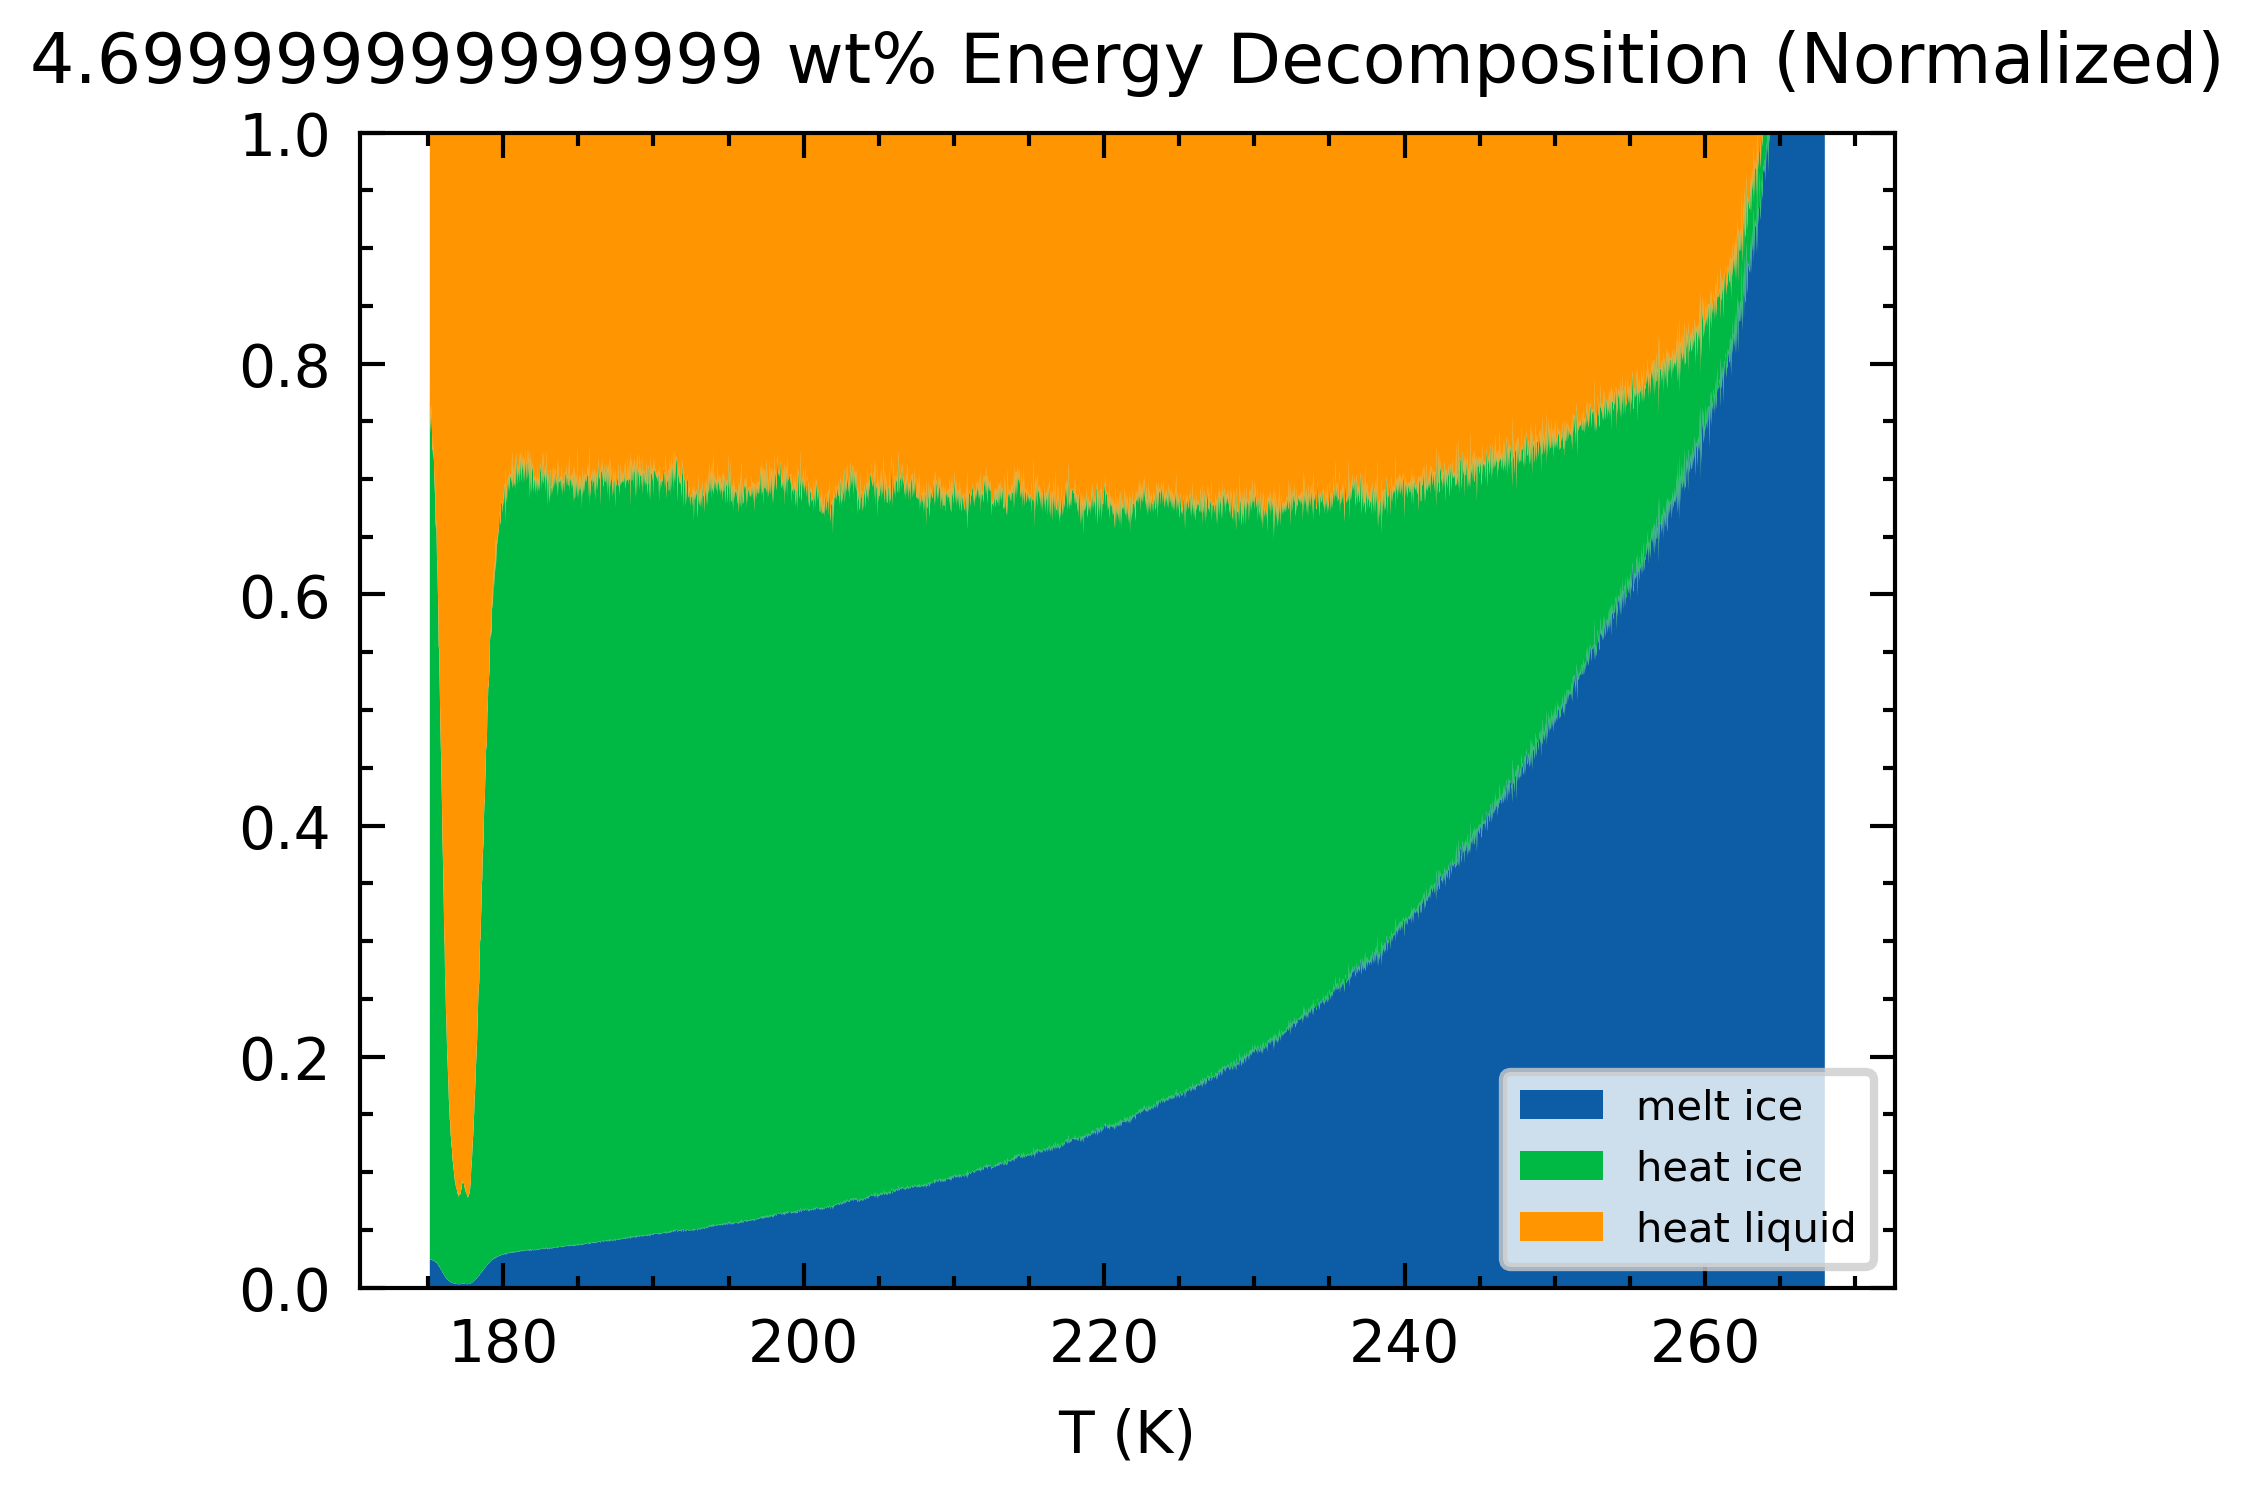 4.699999999999999 wt% Energy Decomposition (Normalized)
1.0
0.8
0.6
0.4
0.2
0.0
melt ice
heat ice
heat liquid
180 200 220 240 260
T (K)